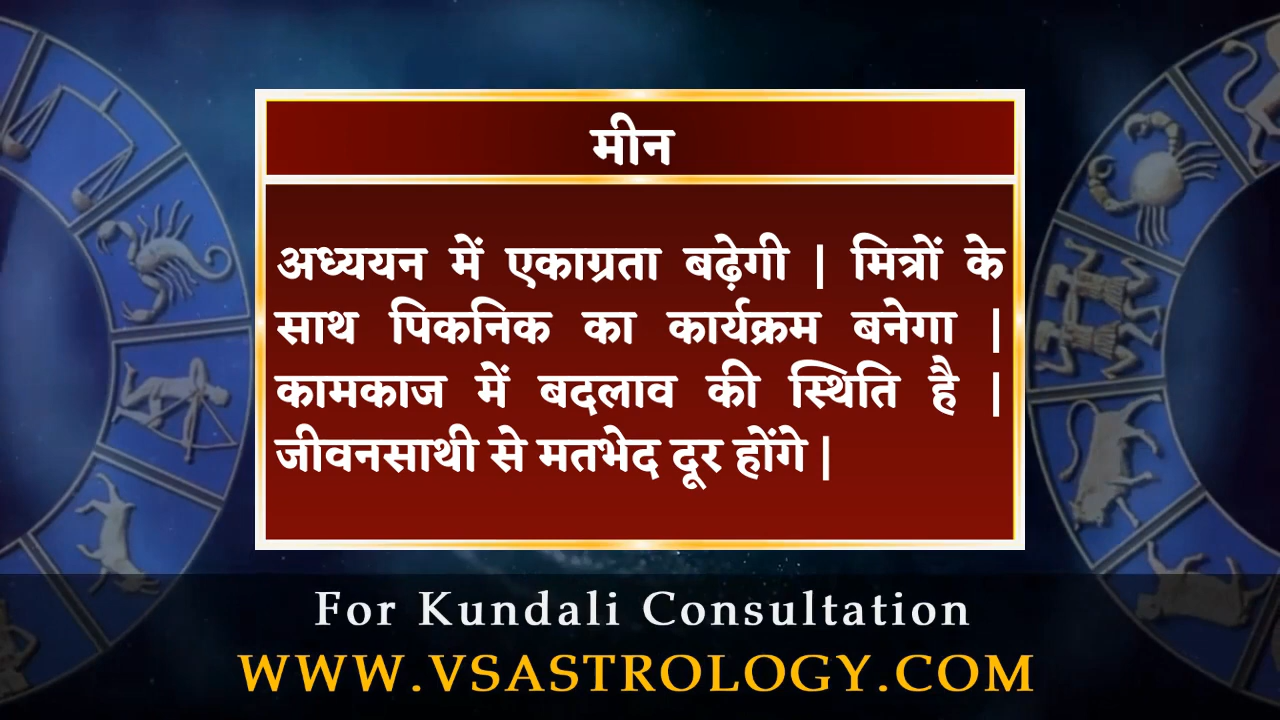 मीन
अध्ययन में एकाग्रता बढ़ेगी | मित्रों के
साथ पिकनिक का कार्यक्रम बनेगा |
कामकाज में बदलाव की स्थिति है |
जीवनसाथी से मतभेद दूर होंगे |
For Kundali Consultation
WWW.VSASTROLOGY.COM